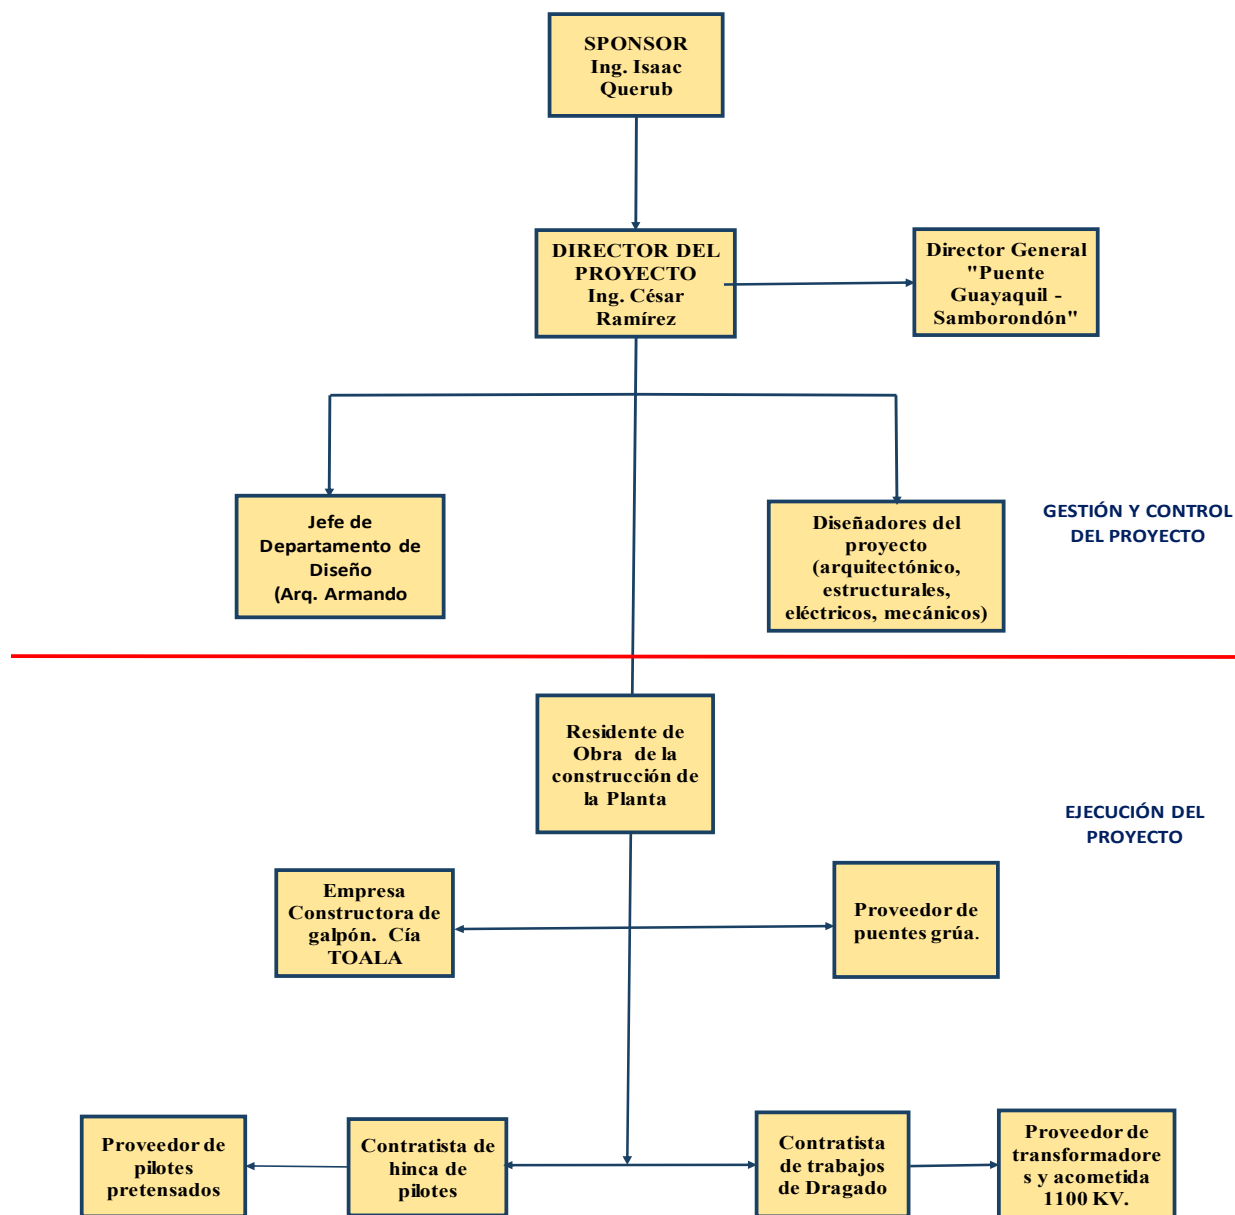 SPONSOR
Ing. Isaac
Querub
DIRECTOR DEL
PROYECTO
Ing. César
Ramírez
Director General
"Puente
Guayaquil -
Samborondón"
Jefe de
Departamento de
Diseño
(Arq. Armando
Diseñadores del
proyecto
(arquitectónico,
estructurales,
eléctricos, mecánicos)
GESTIÓN Y CONTROL
DEL PROYECTO
Residente de
Obra de la
construcción de
la Planta
EJECUCIÓN DEL
PROYECTO
Empresa
Constructora de
galpón. Cía
TOALA
Proveedor de
puentes grúa.
Proveedor de
pilotes
pretensados
Contratista de
hinca de
pilotes
Contratista
de trabajos
de Dragado
Proveedor de
transformadore
s y acometida
1100 KV.